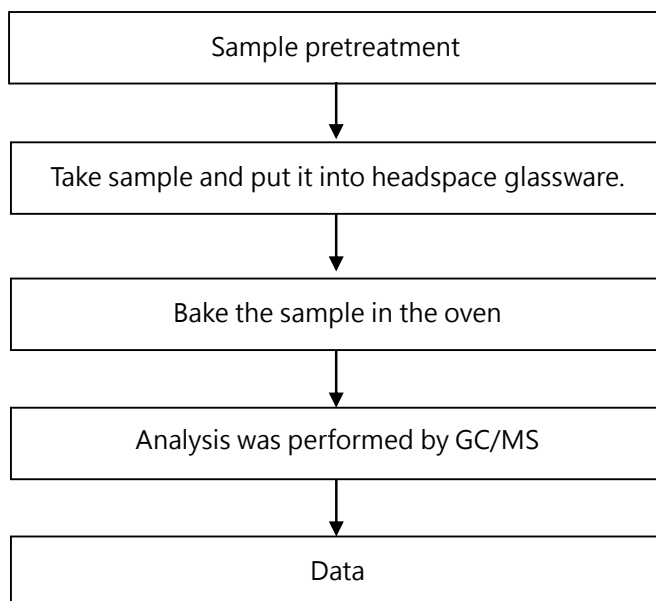 Sample pretreatment
Take sample and put it into headspace glassware.
Bake the sample in the oven
Analysis was performed by GC/MS
Data